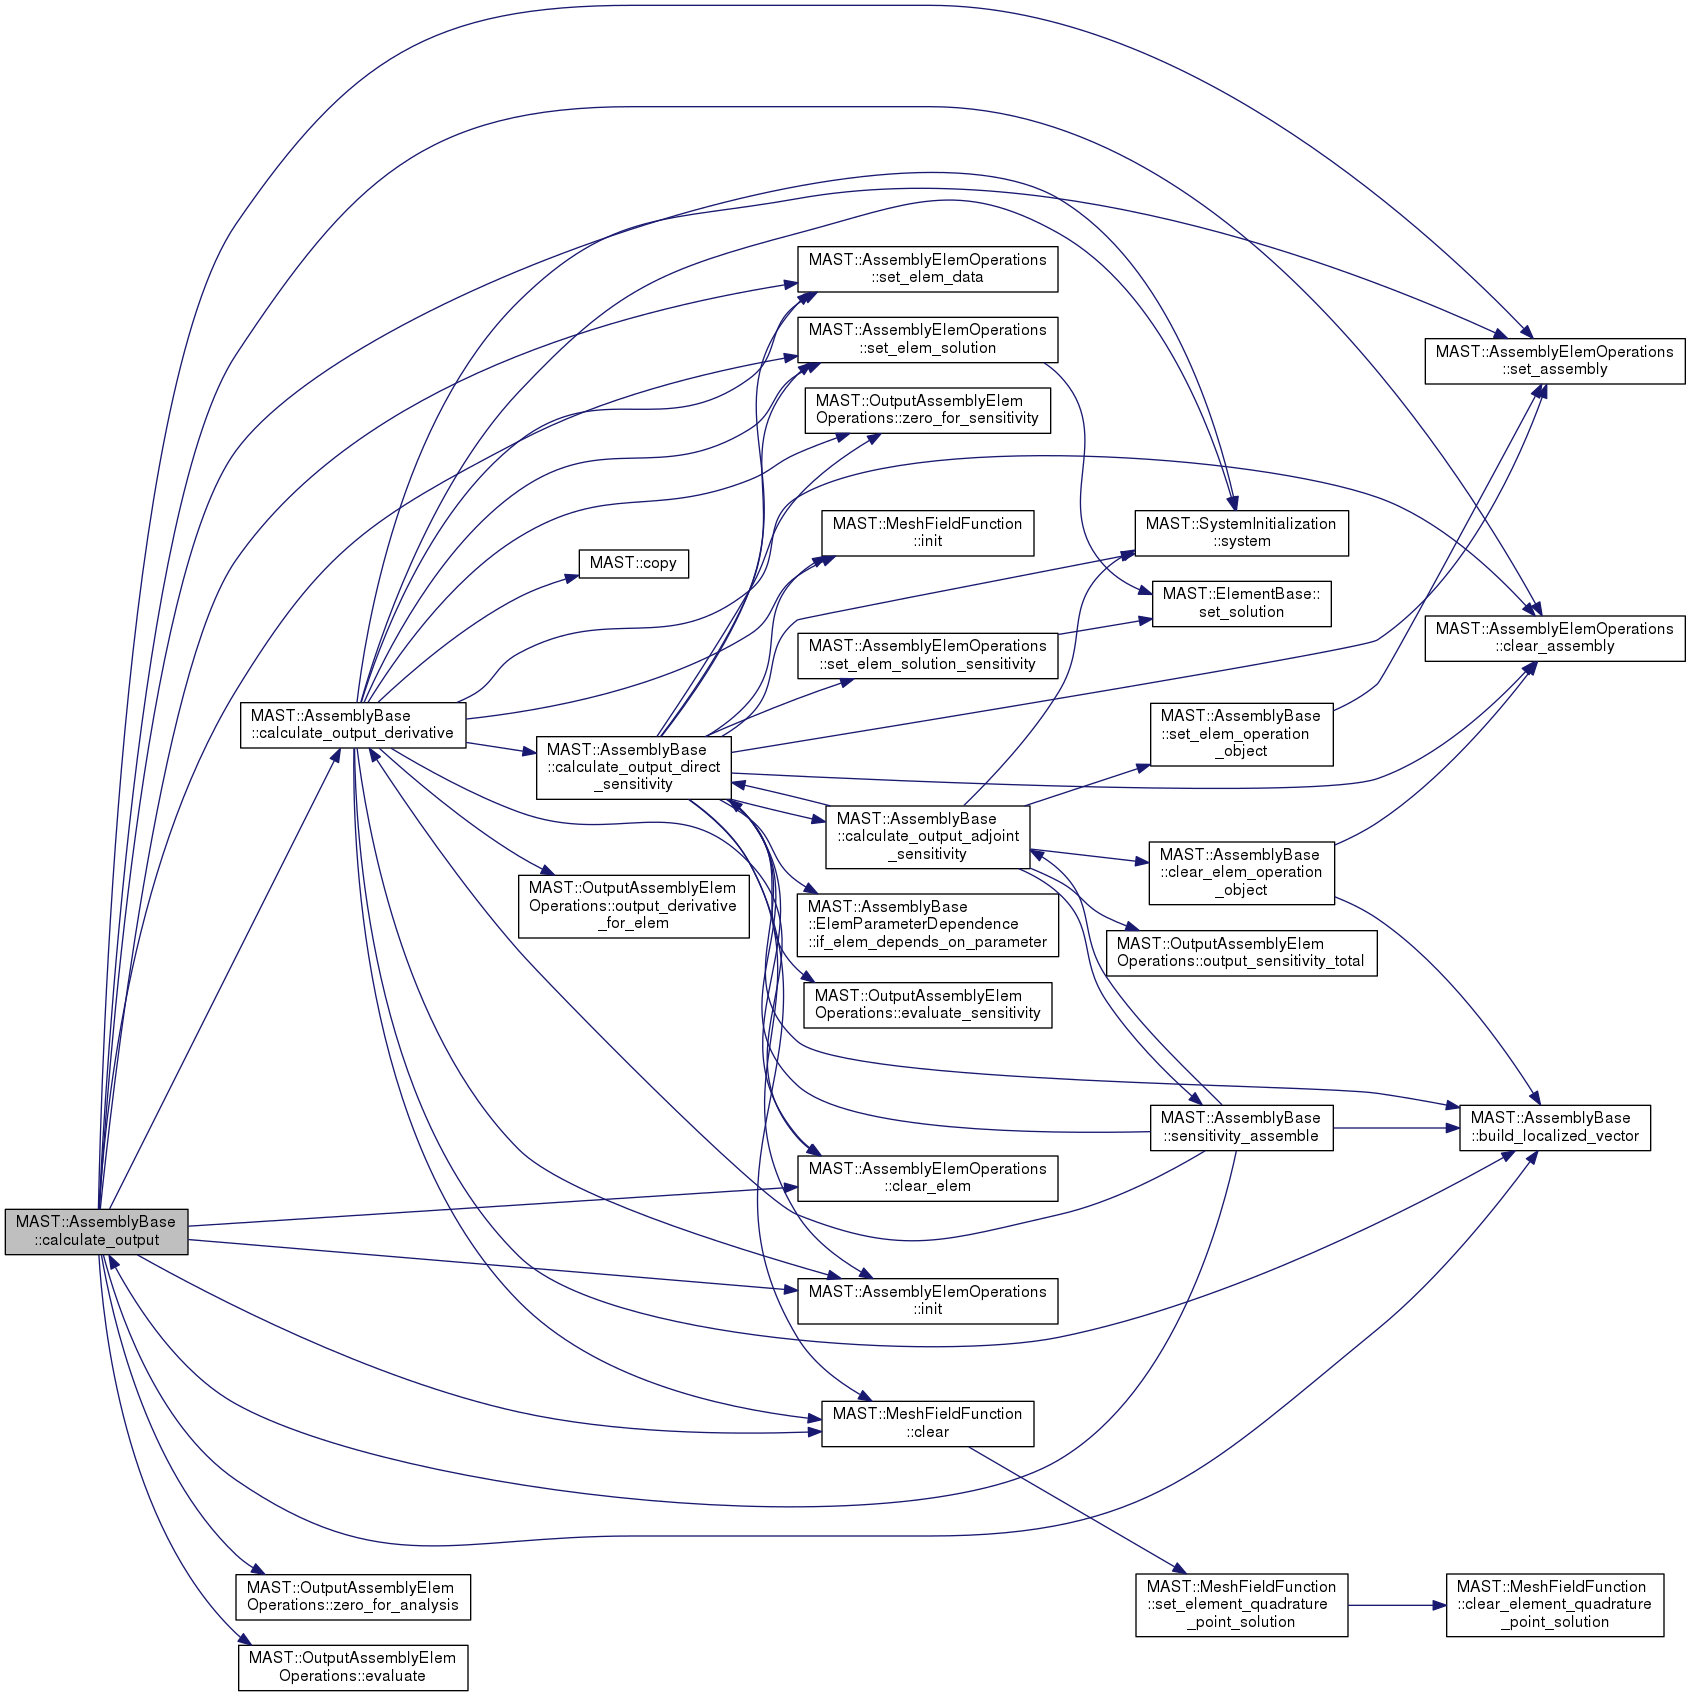 MAST::AssemblyElemOperations
::set_elem_data
MAST::AssemblyElemOperations
::set_elem_solution
MAST::AssemblyElemOperations
::set_assembly
MAST::OutputAssemblyElem
Operations::zero_for_sensitivity
MAST::MeshFieldFunction
::init
MAST::SystemInitialization
::system
MAST::copy
MAST::ElementBase::
set_solution
MAST::AssemblyElemOperations
::clear_assembly
MAST::AssemblyElemOperations
::set_elem_solution_sensitivity
MAST::AssemblyBase
::calculate_output_derivative
MAST::AssemblyBase
::set_elem_operation
_object
MAST::AssemblyBase
::calculate_output_direct
_sensitivity
MAST::AssemblyBase
::calculate_output_adjoint
_sensitivity
MAST::AssemblyBase
::clear_elem_operation
_object
MAST::OutputAssemblyElem
Operations::output_derivative
_for_elem
MAST::AssemblyBase
::ElemParameterDependence
::if_elem_depends_on_parameter
MAST::OutputAssemblyElem
Operations::output_sensitivity_total
MAST::OutputAssemblyElem
Operations::evaluate_sensitivity
MAST::AssemblyBase
::sensitivity_assemble
MAST::AssemblyBase
::build_localized_vector
MAST::AssemblyElemOperations
::clear_elem
MAST::AssemblyBase
::calculate_output
MAST::AssemblyElemOperations
::init
MAST::MeshFieldFunction
::clear
MAST::OutputAssemblyElem
Operations::zero_for_analysis
MAST::MeshFieldFunction
::set_element_quadrature
_point_solution
MAST::MeshFieldFunction
::clear_element_quadrature
_point_solution
MAST::OutputAssemblyElem
Operations::evaluate